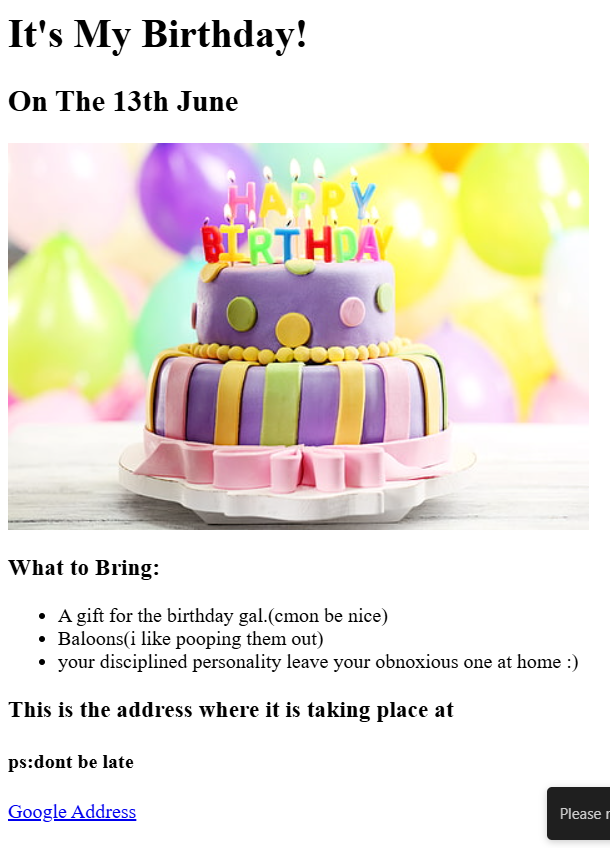 It's My Birthday!
On The 13th June
HAPPY
BIRTHDAY
What to Bring:
A gift for the birthday gal.(cmon be nice)
Baloons(i like pooping them out)
your disciplined personality leave your obnoxious one at home :)
This is the address where it is taking place at
ps:dont be late
Google Address
Please